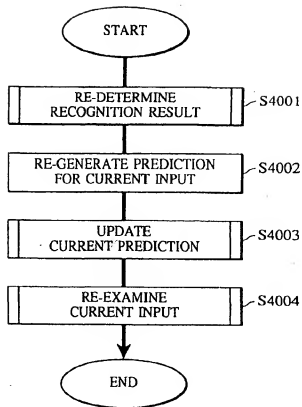 START
RE-DETERMINE
RECOGNITION RESULT
S4001
RE-GENERATE PREDICTION
FOR CURRENT INPUT
S4002
UPDATE
CURRENT PREDICTION
S4003
RE-EXAMINE
CURRENT INPUT
S4004
END